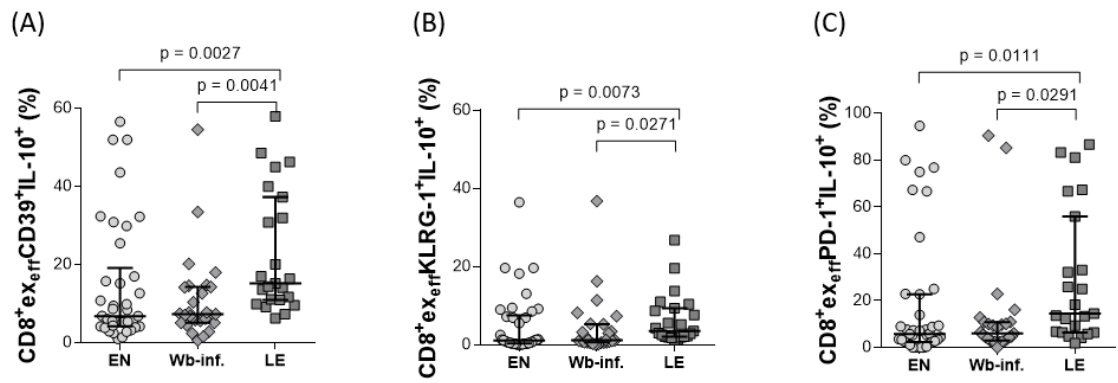 (A)
p = 0.0027
p = 0.0041
CD8⁺ex_effCD39⁺IL-10⁺ (%)
60
40
20
0
EN Wb-inf. LE
(B)
p = 0.0073
p = 0.0271
CD8⁺ex_effKLRG-1⁺IL-10⁺ (%)
60
40
20
0
EN Wb-inf. LE
(C)
p = 0.0111
p = 0.0291
CD8⁺ex_effPD-1⁺IL-10⁺ (%)
100
80
60
40
20
0
EN Wb-inf. LE